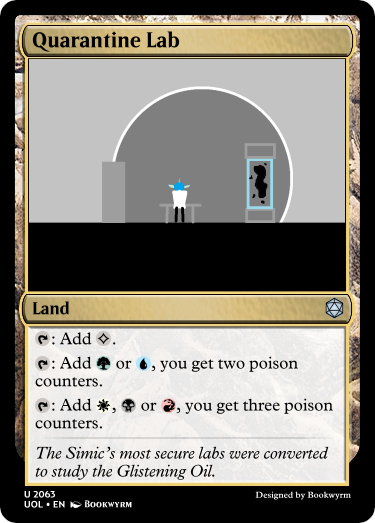 Quarantine Lab
Land
: Add .
: Add or , you get two poison
counters.
: Add , or , you get three poison
counters.
The Simic's most secure labs were converted
to study the Glistening Oil.
U 2063
UOL • EN Bookwyrm
Designed by Bookwyrm